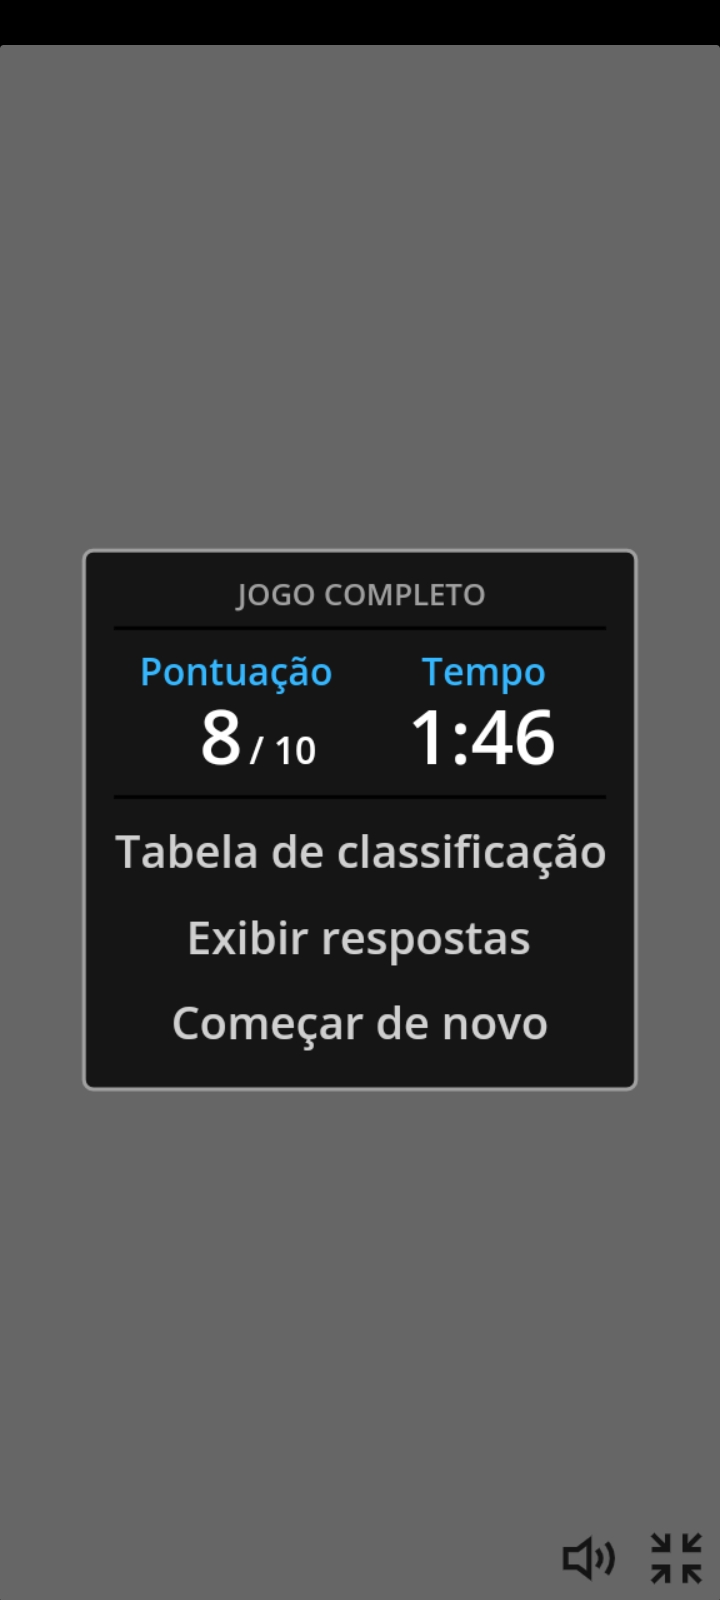 JOGO COMPLETO
Pontuação Tempo
8 / 10 1:46
Tabela de classificação
Exibir respostas
Começar de novo